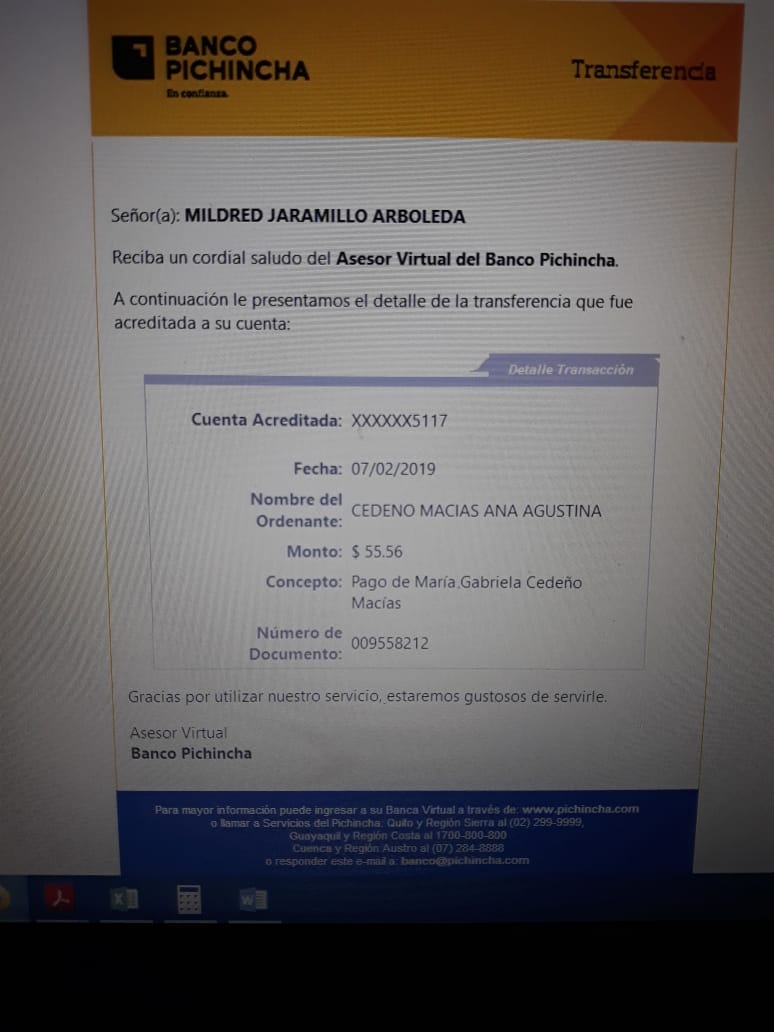 BANCO
PICHINCHA
En confianza.
Transferencia
Señor(a): MILDRED JARAMILLO ARBOLEDA
Reciba un cordial saludo del Asesor Virtual del Banco Pichincha.
A continuación le presentamos el detalle de la transferencia que fue
acreditada a su cuenta:
Detalle Transacción
Cuenta Acreditada: XXXXXX5117
Fecha: 07/02/2019
Nombre del
Ordenante: CEDENO MACIAS ANA AGUSTINA
Monto: $ 55.56
Concepto: Pago de María Gabriela Cedeño
Macías
Número de
Documento: 009558212
Gracias por utilizar nuestro servicio, estaremos gustosos de servirle.
Asesor Virtual
Banco Pichincha
Para mayor información puede ingresar a su Banca Virtual a través de: www.pichincha.com
o llamar a Servicios del Pichincha: Quito y Región Sierra al (02) 299-9999,
Guayaquil y Región Costa al 1700-800-800
Cuenca y Región Austro al (07) 284-8888
o responder este e-mail a: banco@pichincha.com